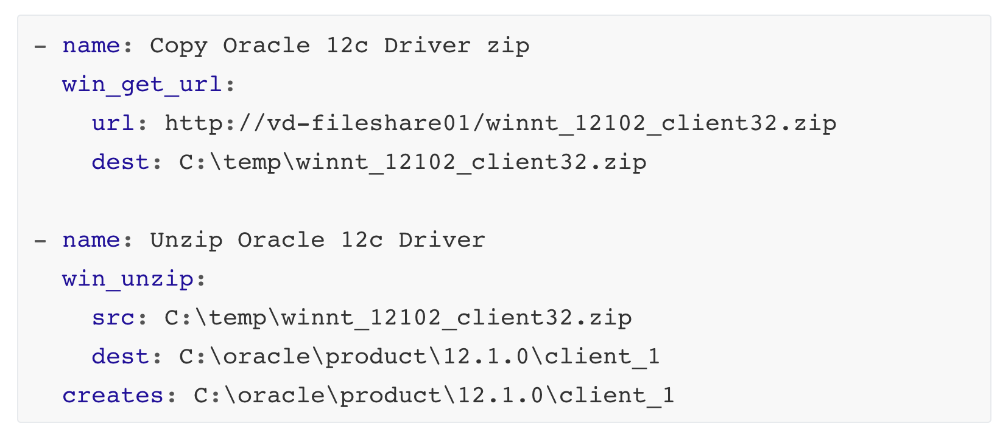 - name: Copy Oracle 12c Driver zip
  win_get_url:
    url: http://vd-fileshare01/winnt_12102_client32.zip
    dest: C:\temp\winnt_12102_client32.zip

- name: Unzip Oracle 12c Driver
  win_unzip:
    src: C:\temp\winnt_12102_client32.zip
    dest: C:\oracle\product\12.1.0\client_1
  creates: C:\oracle\product\12.1.0\client_1